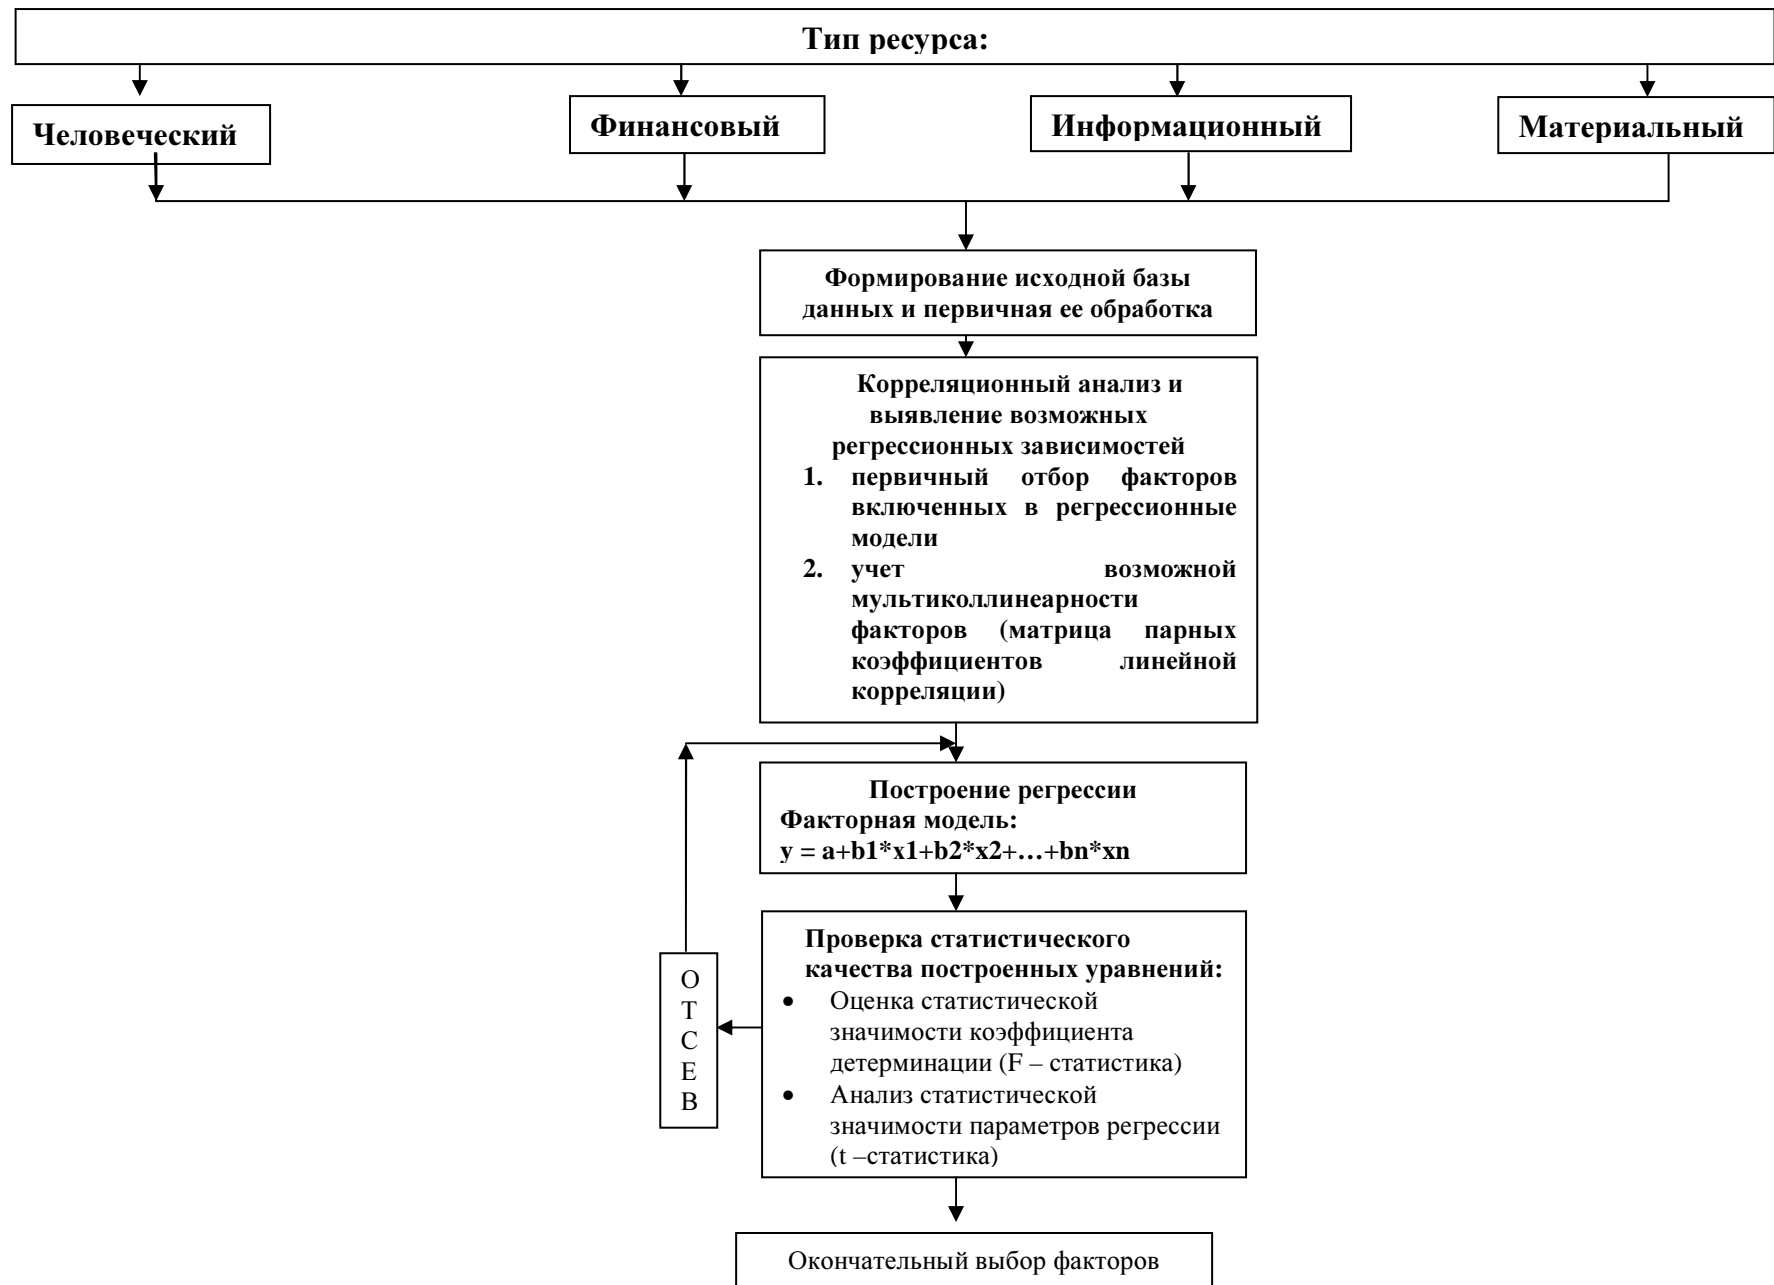 Тип ресурса:
Человеческий
Финансовый
Информационный
Материальный
Формирование исходной базы
данных и первичная ее обработка
Корреляционный анализ и
выявление возможных
регрессионных зависимостей
1. первичный отбор факторов
включенных в регрессионные
модели
2. учет возможной
мультиколлинеарности
факторов (матрица парных
коэффициентов линейной
корреляции)
Построение регрессии
Факторная модель:
y = a+b1*x1+b2*x2+…+bn*xn
Проверка статистического
качества построенных уравнений:
• Оценка статистической
значимости коэффициента
детерминации (F – статистика)
• Анализ статистической
значимости параметров регрессии
(t –статистика)
О
Т
С
Е
В
Окончательный выбор факторов